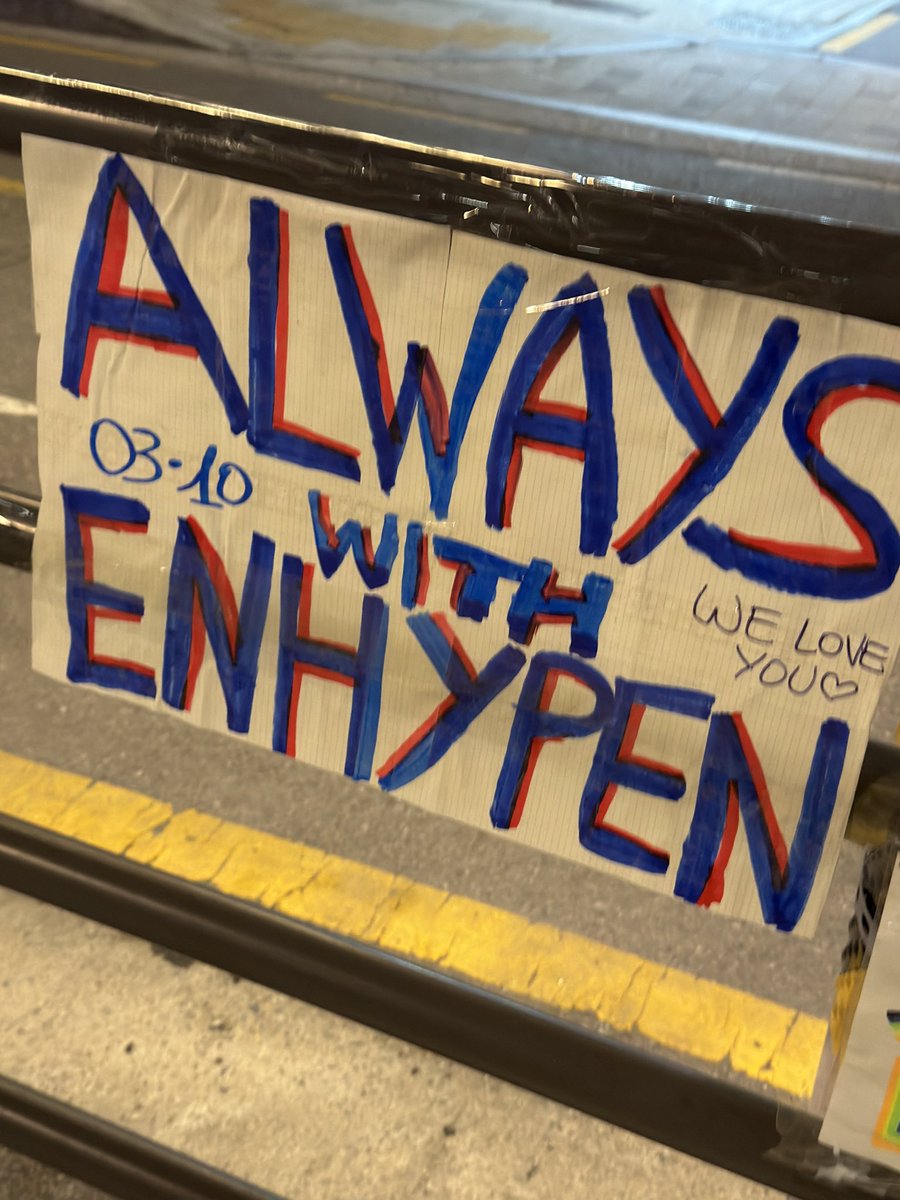 ALWAYS
03-10
WITH
ENHYPEN
WE LOVE
YOU♡